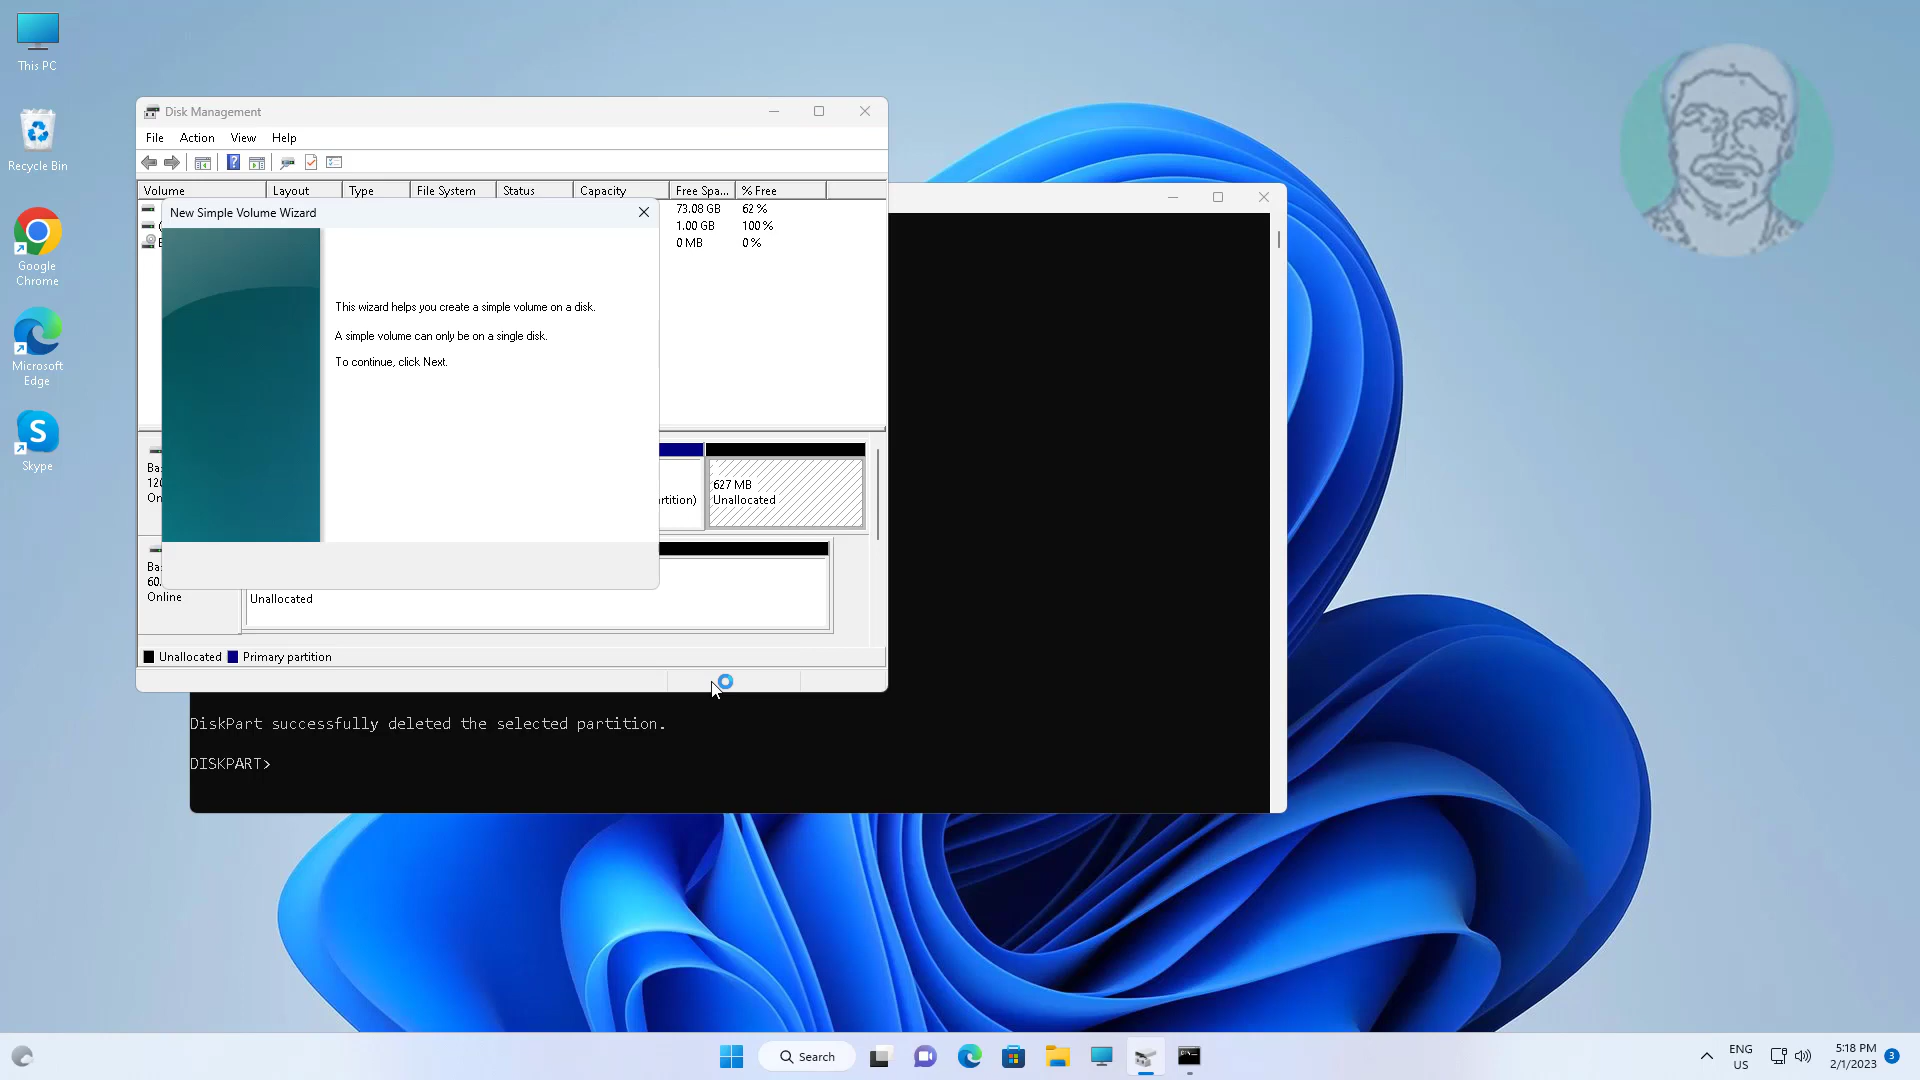 This PC
Recycle Bin
Google
Chrome
Microsoft
Edge
Skype
Disk Management
File Action View Help
Volume Layout Type File System Status Capacity Free Spa... % Free
73.08 GB 62 %
1.00 GB 100 %
0 MB 0 %
New Simple Volume Wizard
This wizard helps you create a simple volume on a disk.
A simple volume can only be on a single disk.
To continue, click Next.
627 MB
Unallocated
Online
Unallocated
Unallocated Primary partition
DiskPart successfully deleted the selected partition.
DISKPART>
Search
ENG
US
5:18 PM
2/1/2023
3